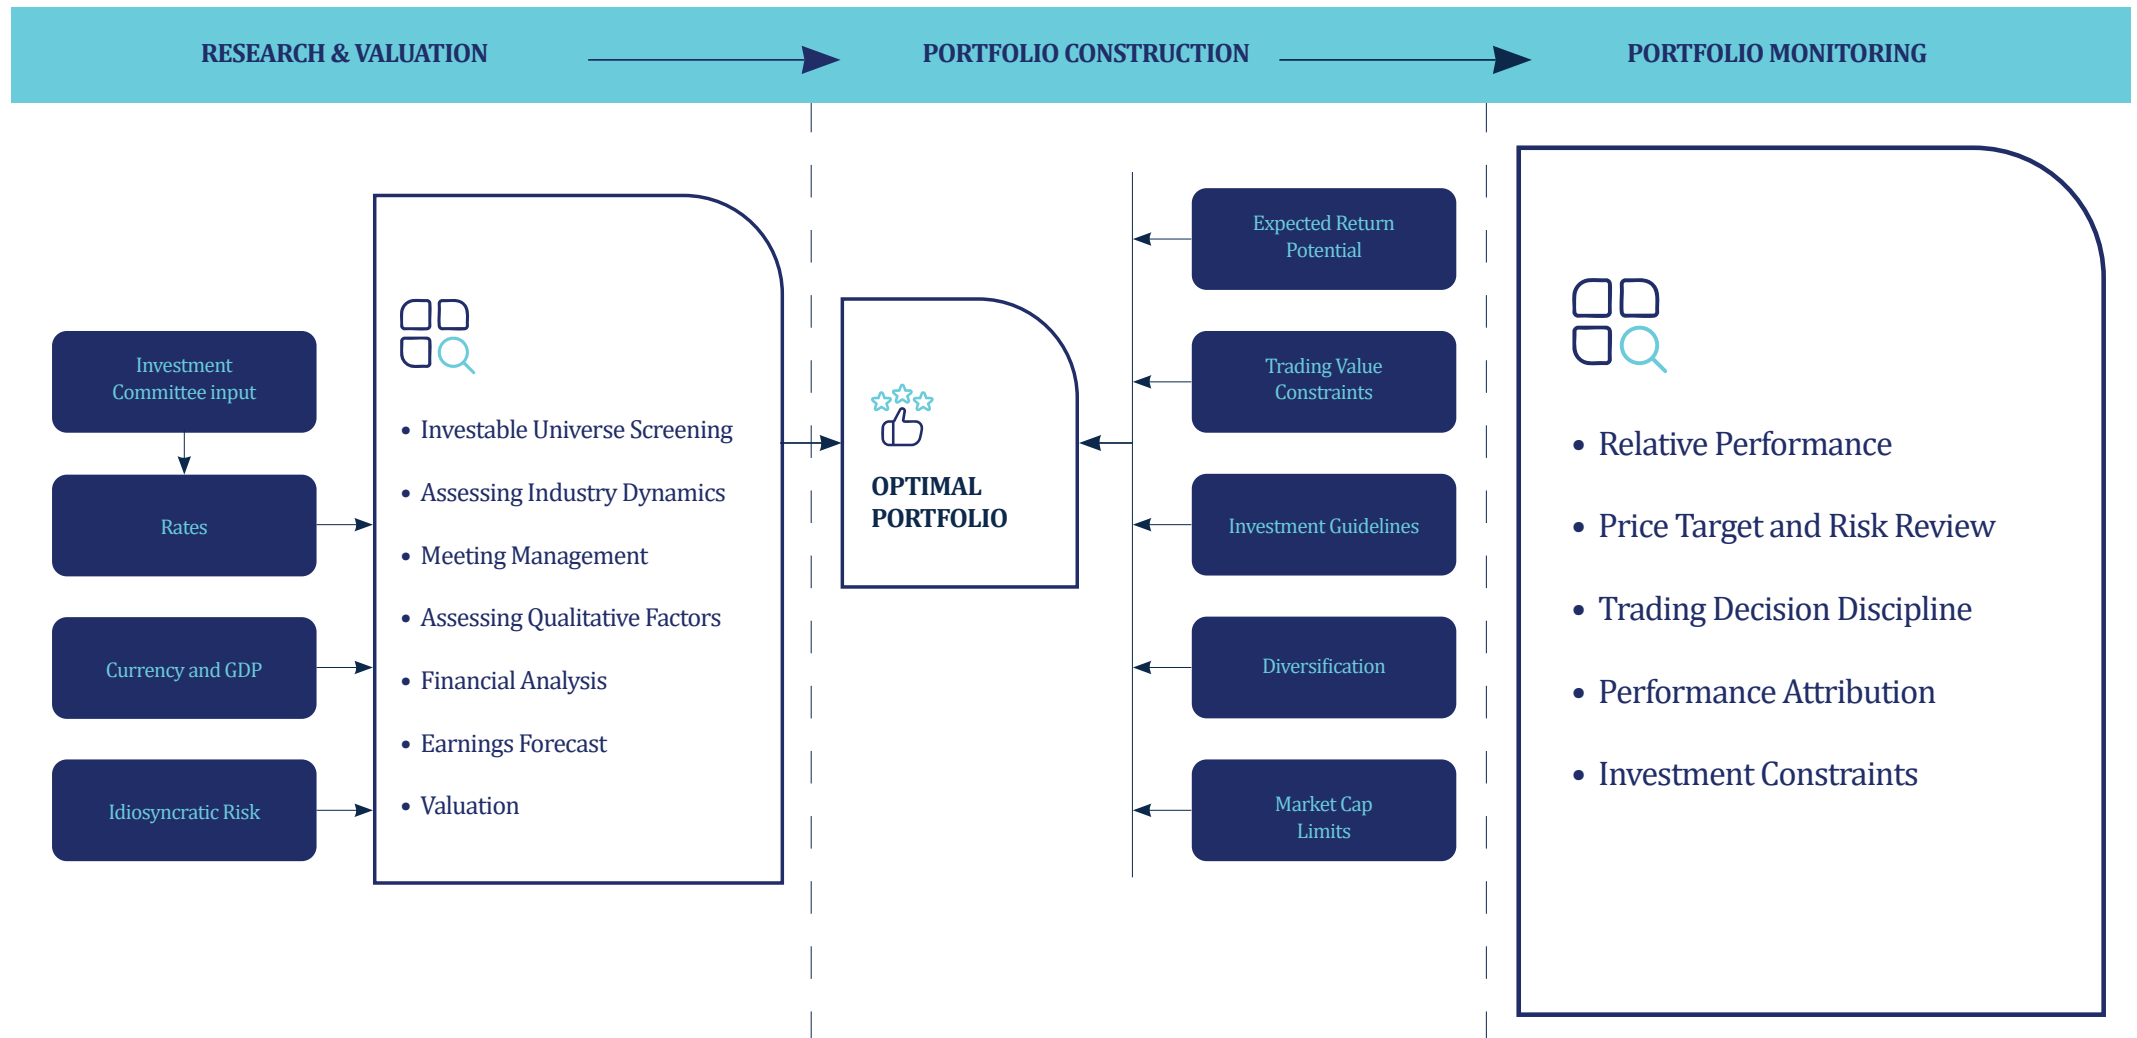 RESEARCH & VALUATION
PORTFOLIO CONSTRUCTION
PORTFOLIO MONITORING
Investment
Committee input
Rates
Currency and GDP
Idiosyncratic Risk
• Investable Universe Screening
• Assessing Industry Dynamics
• Meeting Management
• Assessing Qualitative Factors
• Financial Analysis
• Earnings Forecast
• Valuation
OPTIMAL
PORTFOLIO
Expected Return
Potential
Trading Value
Constraints
Investment Guidelines
Diversification
Market Cap
Limits
• Relative Performance
• Price Target and Risk Review
• Trading Decision Discipline
• Performance Attribution
• Investment Constraints